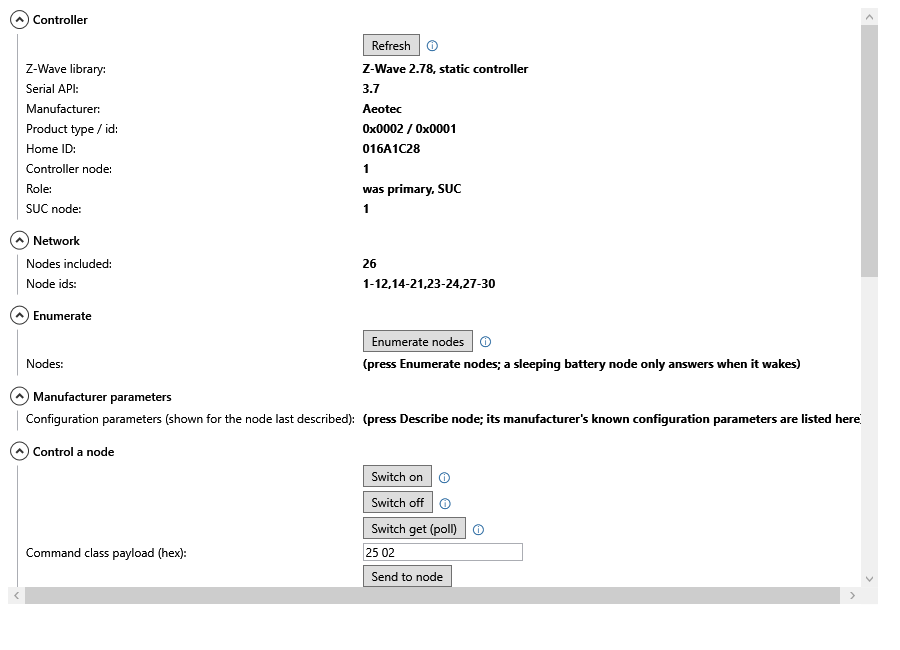 Controller
Refresh
Z-Wave library: Z-Wave 2.78, static controller
Serial API: 3.7
Manufacturer: Aeotec
Product type / id: 0x0002 / 0x0001
Home ID: 016A1C28
Controller node: 1
Role: was primary, SUC
SUC node: 1
Network
Nodes included: 26
Node ids: 1-12,14-21,23-24,27-30
Enumerate
Enumerate nodes
Nodes: (press Enumerate nodes; a sleeping battery node only answers when it wakes)
Manufacturer parameters
Configuration parameters (shown for the node last described): (press Describe node; its manufacturer's known configuration parameters are listed here
Control a node
Switch on
Switch off
Switch get (poll)
Command class payload (hex): 25 02
Send to node